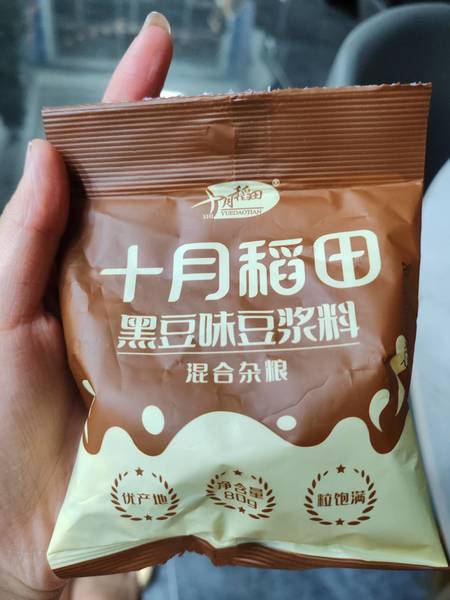 十月稻田
SHI YUEDAOTIAN
®
十月稻田
黑豆味豆浆料
混合杂粮
优产地
净含量
80g
粒饱满